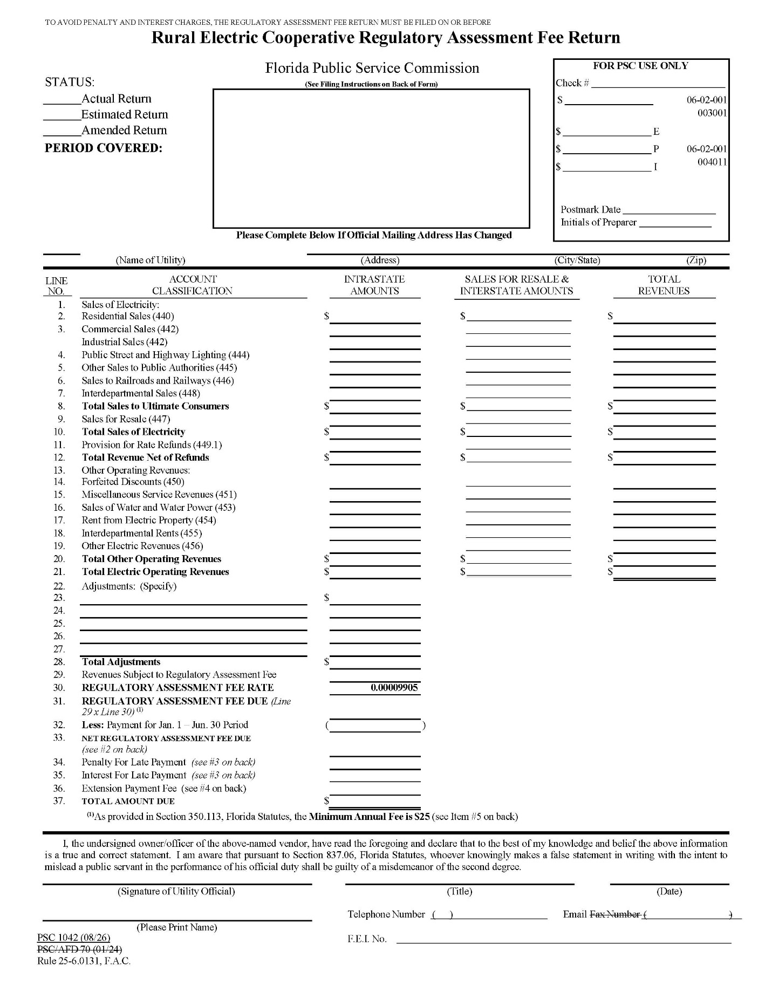 TO AVOID PENALTY AND INTEREST CHARGES, THE REGULATORY ASSESSMENT FEE RETURN MUST BE FILED ON OR BEFORE
Rural Electric Cooperative Regulatory Assessment Fee Return
Florida Public Service Commission
(See Filing Instructions on Back of Form)
STATUS:
______Actual Return
______Estimated Return
______Amended Return
PERIOD COVERED:
FOR PSC USE ONLY
Check #
$ 06-02-001
003001
$ E
$ P 06-02-001
004011
$ I
Postmark Date
Initials of Preparer
Please Complete Below If Official Mailing Address Has Changed
(Name of Utility) (Address) (City/State) (Zip)
LINE NO. ACCOUNT CLASSIFICATION INTRASTATE AMOUNTS SALES FOR RESALE & INTERSTATE AMOUNTS TOTAL REVENUES
1. Sales of Electricity:
2. Residential Sales (440) $ $ $
3. Commercial Sales (442)
Industrial Sales (442)
4. Public Street and Highway Lighting (444)
5. Other Sales to Public Authorities (445)
6. Sales to Railroads and Railways (446)
7. Interdepartmental Sales (448)
8. Total Sales to Ultimate Consumers $ $ $
9. Sales for Resale (447)
10. Total Sales of Electricity $ $ $
11. Provision for Rate Refunds (449.1)
12. Total Revenue Net of Refunds $ $ $
13. Other Operating Revenues:
14. Forfeited Discounts (450)
15. Miscellaneous Service Revenues (451)
16. Sales of Water and Water Power (453)
17. Rent from Electric Property (454)
18. Interdepartmental Rents (455)
19. Other Electric Revenues (456)
20. Total Other Operating Revenues $ $ $
21. Total Electric Operating Revenues $ $ $
22. Adjustments: (Specify)
23. $
24.
25.
26.
27.
28. Total Adjustments $
29. Revenues Subject to Regulatory Assessment Fee
30. REGULATORY ASSESSMENT FEE RATE 0.00009905
31. REGULATORY ASSESSMENT FEE DUE (Line
29 x Line 30) (1)
32. Less: Payment for Jan. 1 – Jun. 30 Period ( )
33. NET REGULATORY ASSESSMENT FEE DUE
(see #2 on back)
34. Penalty For Late Payment (see #3 on back)
35. Interest For Late Payment (see #3 on back)
36. Extension Payment Fee (see #4 on back)
37. TOTAL AMOUNT DUE $
(1)As provided in Section 350.113, Florida Statutes, the Minimum Annual Fee is $25 (see Item #5 on back)
I, the undersigned owner/officer of the above-named vendor, have read the foregoing and declare that to the best of my knowledge and belief the above information
is a true and correct statement. I am aware that pursuant to Section 837.06, Florida Statutes, whoever knowingly makes a false statement in writing with the intent to
mislead a public servant in the performance of his official duty shall be guilty of a misdemeanor of the second degree.
(Signature of Utility Official) (Title) (Date)
Telephone Number ( ) Email Fax Number ( )
(Please Print Name)
F.E.I. No.
PSC 1042 (08/26)
PSC/AFD 70 (01/24)
Rule 25-6.0131, F.A.C.